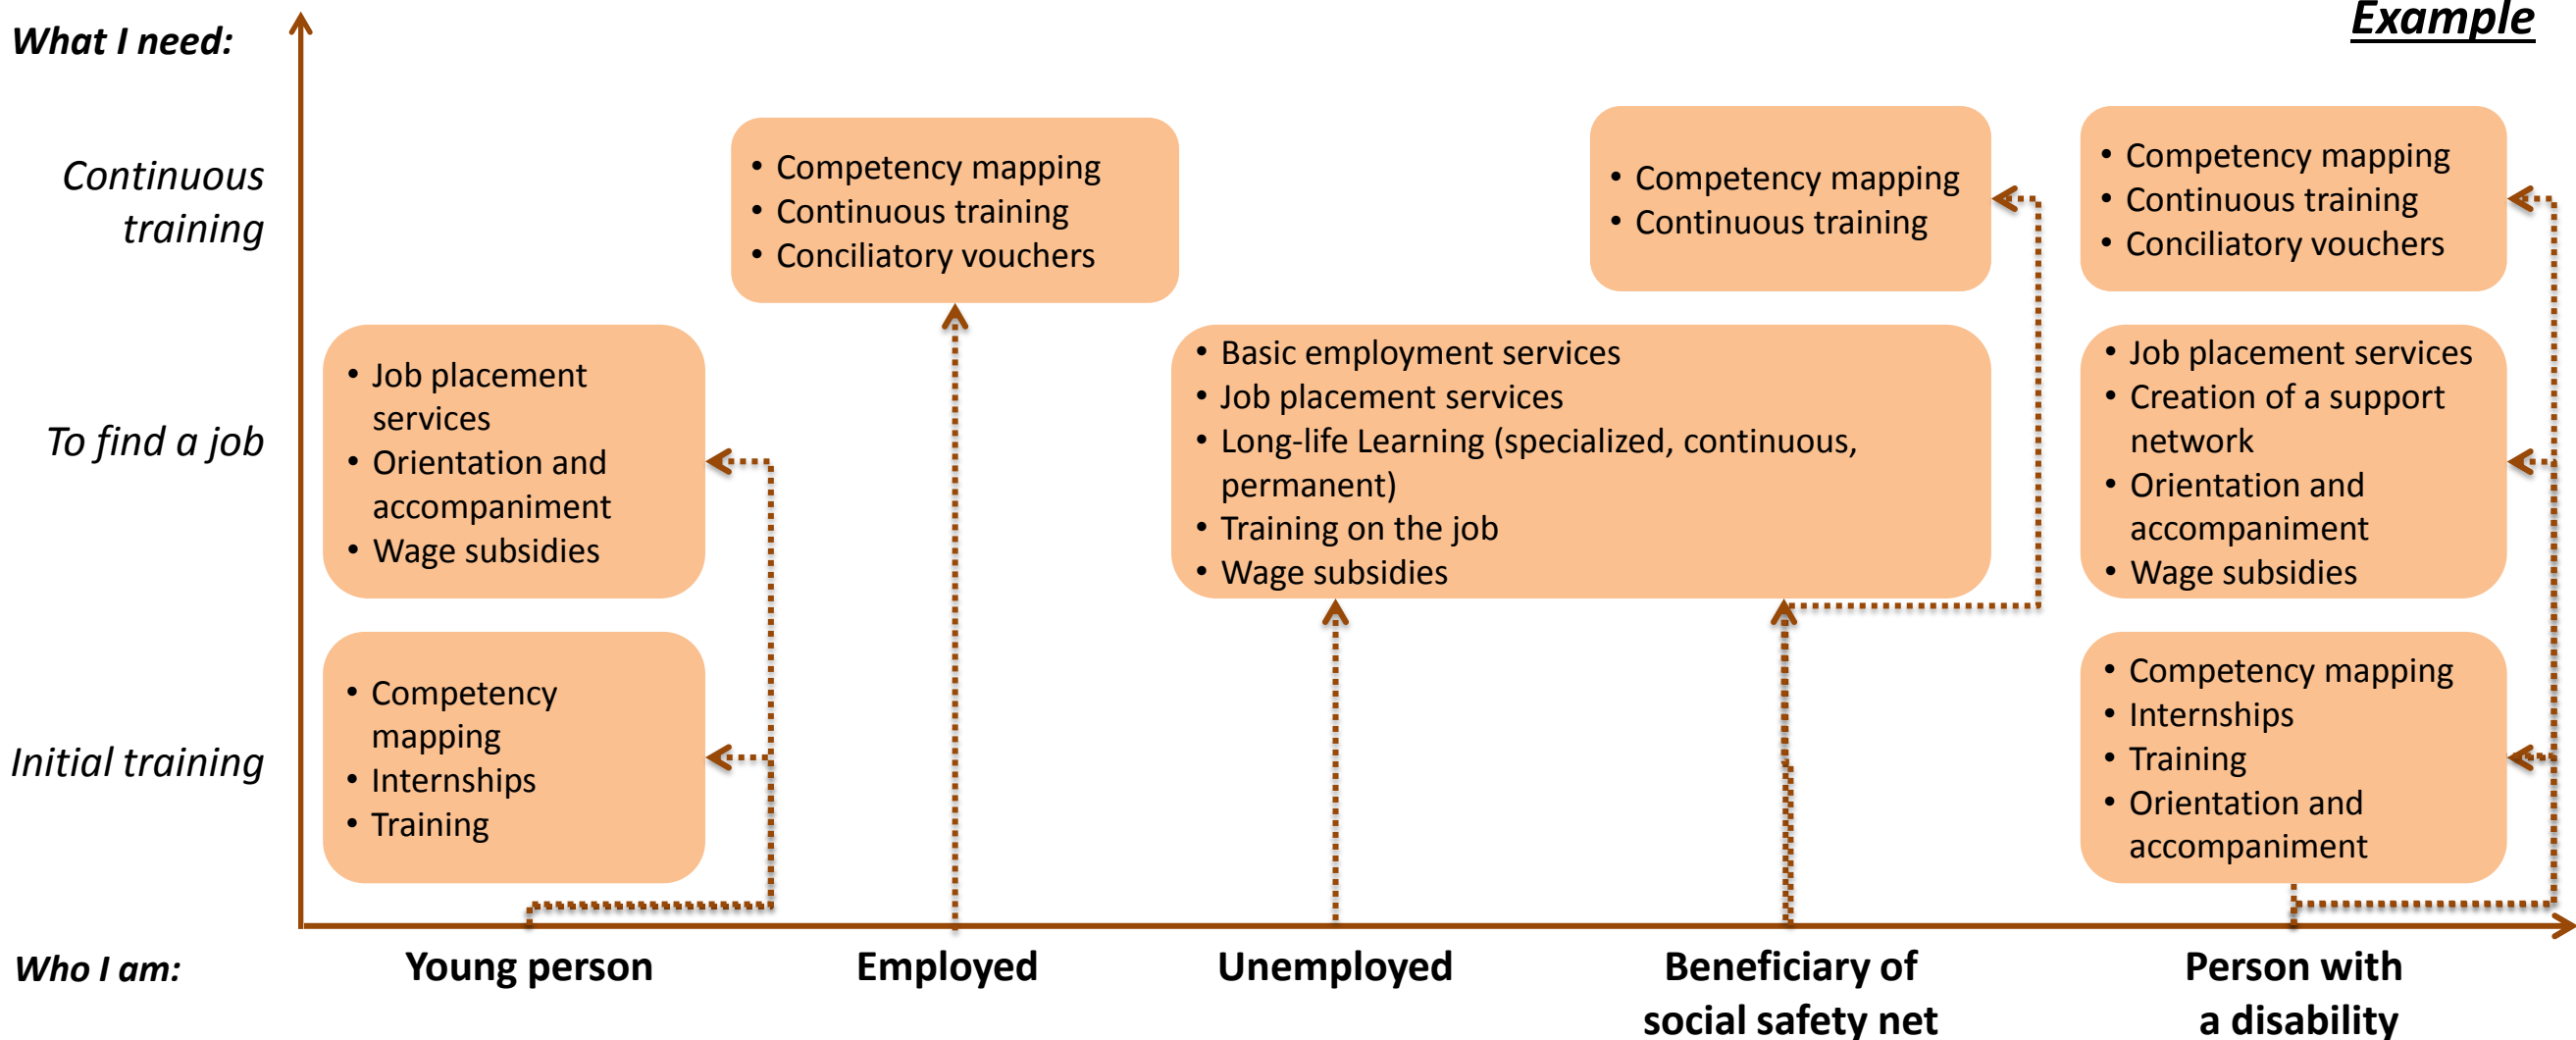 Example
What I need:
Continuous
training
• Competency mapping
• Continuous training
• Conciliatory vouchers
• Competency mapping
• Continuous training
• Competency mapping
• Continuous training
• Conciliatory vouchers
To find a job
• Job placement
services
• Orientation and
accompaniment
• Wage subsidies
• Basic employment services
• Job placement services
• Long-life Learning (specialized, continuous,
permanent)
• Training on the job
• Wage subsidies
• Job placement services
• Creation of a support
network
• Orientation and
accompaniment
• Wage subsidies
Initial training
• Competency
mapping
• Internships
• Training
• Competency mapping
• Internships
• Training
• Orientation and
accompaniment
Who I am:
Young person
Employed
Unemployed
Beneficiary of
social safety net
Person with
a disability